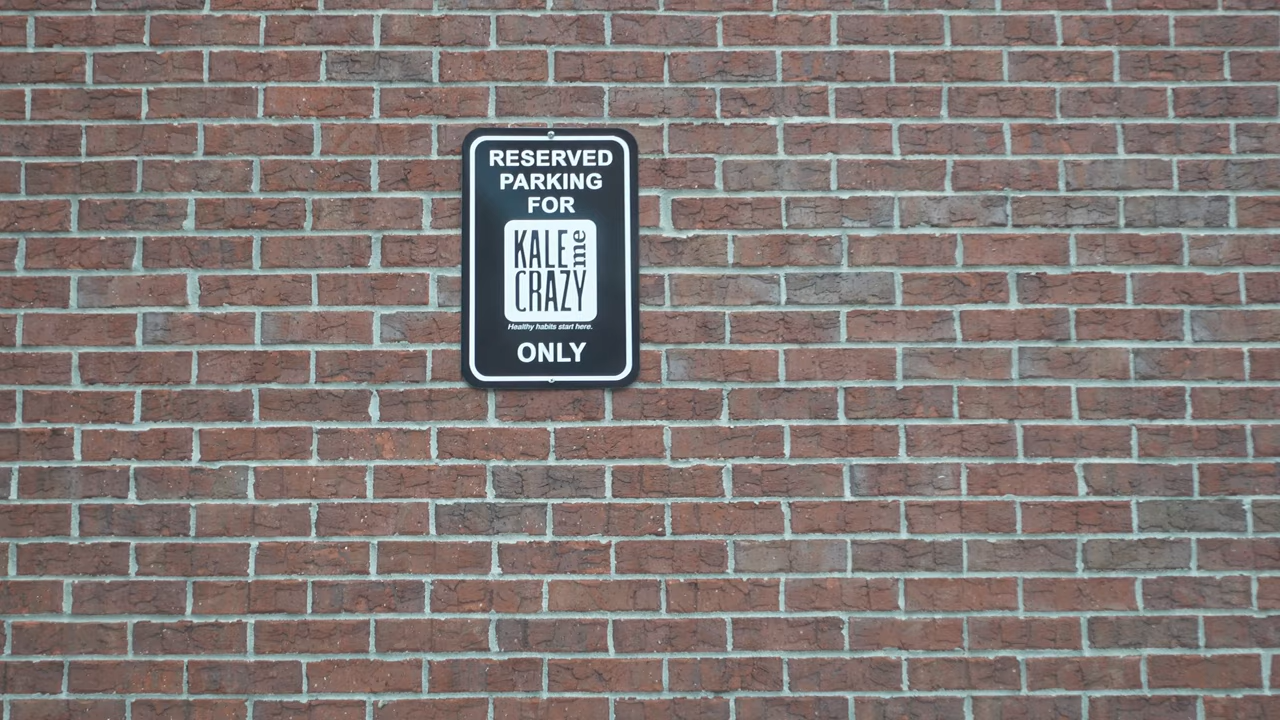 RESERVED
PARKING
FOR
KALE me
CRAZY
Healthy habits start here.
ONLY